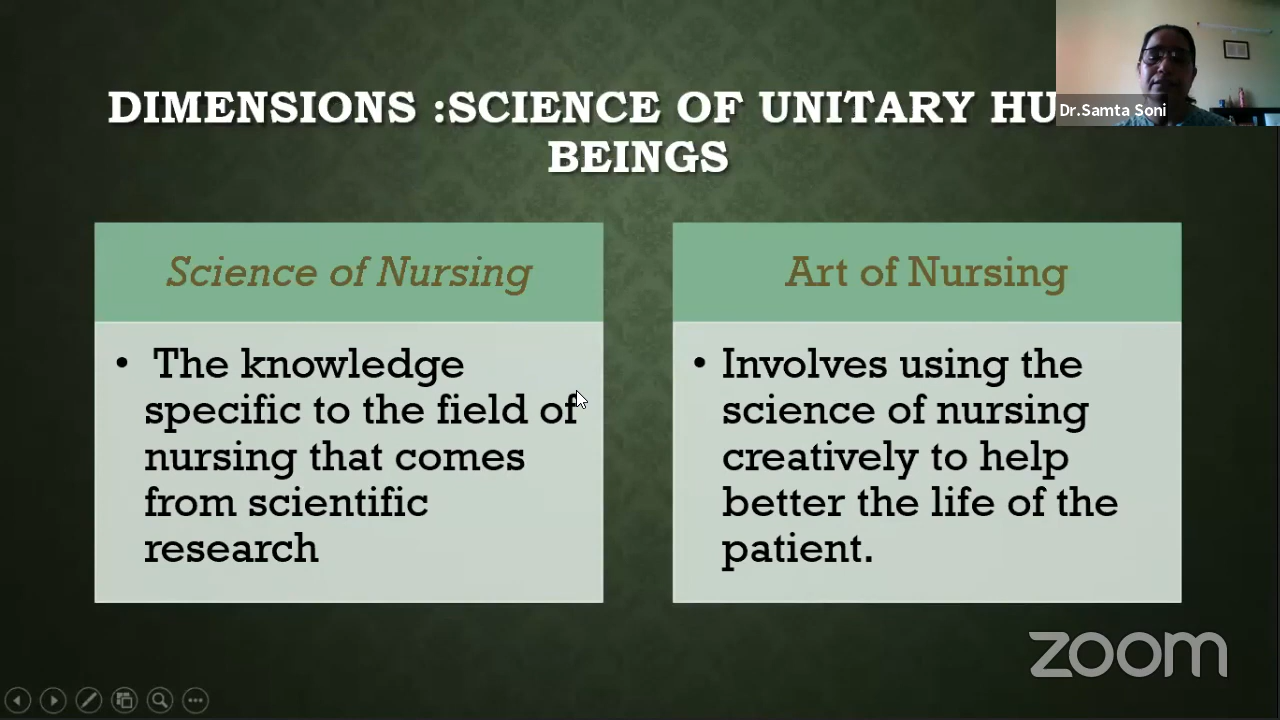 DIMENSIONS :SCIENCE OF UNITARY HU
BEINGS
Dr.Samta Soni
Science of Nursing
• The knowledge
specific to the field of
nursing that comes
from scientific
research
Art of Nursing
• Involves using the
science of nursing
creatively to help
better the life of the
patient.
zoom